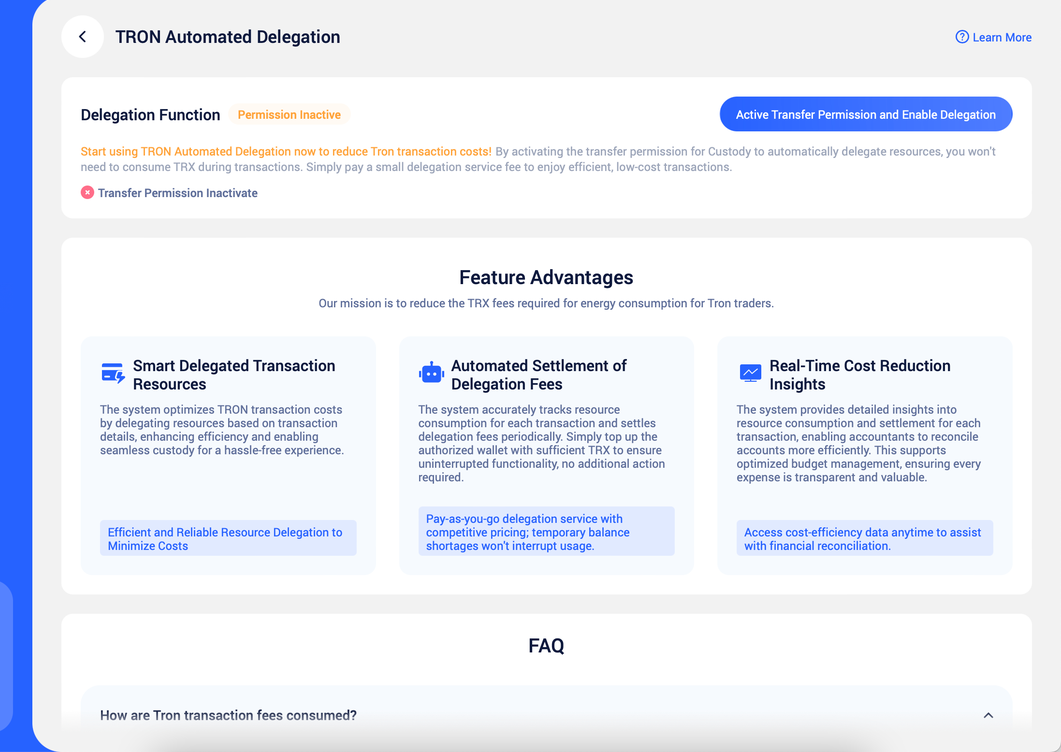 TRON Automated Delegation
Learn More
Delegation Function
Permission Inactive
Active Transfer Permission and Enable Delegation
Start using TRON Automated Delegation now to reduce Tron transaction costs! By activating the transfer permission for Custody to automatically delegate resources, you won't
need to consume TRX during transactions. Simply pay a small delegation service fee to enjoy efficient, low-cost transactions.
Transfer Permission Inactivate
Feature Advantages
Our mission is to reduce the TRX fees required for energy consumption for Tron traders.
Smart Delegated Transaction
Resources
The system optimizes TRON transaction costs
by delegating resources based on transaction
details, enhancing efficiency and enabling
seamless custody for a hassle-free experience.
Efficient and Reliable Resource Delegation to
Minimize Costs
Automated Settlement of
Delegation Fees
The system accurately tracks resource
consumption for each transaction and settles
delegation fees periodically. Simply top up the
authorized wallet with sufficient TRX to ensure
uninterrupted functionality, no additional action
required.
Pay-as-you-go delegation service with
competitive pricing; temporary balance
shortages won't interrupt usage.
Real-Time Cost Reduction
Insights
The system provides detailed insights into
resource consumption and settlement for each
transaction, enabling accountants to reconcile
accounts more efficiently. This supports
optimized budget management, ensuring every
expense is transparent and valuable.
Access cost-efficiency data anytime to assist
with financial reconciliation.
FAQ
How are Tron transaction fees consumed?